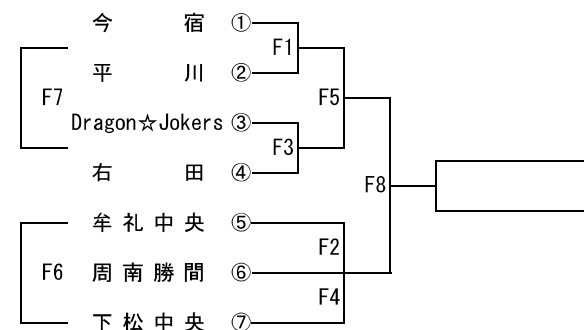 今宿 ①
F1
平川 ②
F7
F5
Dragon☆Jokers ③
F3
右田 ④
F8
牟礼中央 ⑤
F2
F6
周南勝間 ⑥
F4
下松中央 ⑦